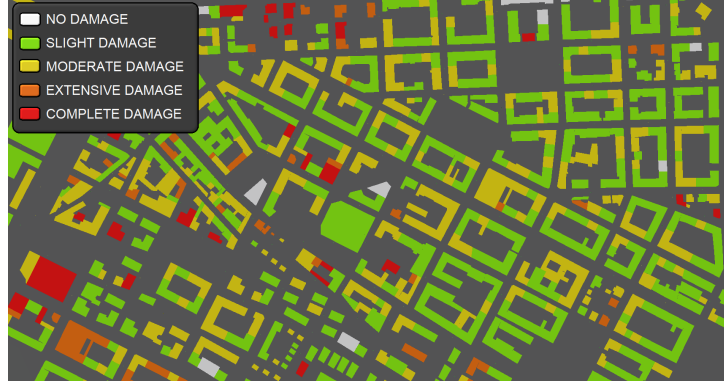 NO DAMAGE
SLIGHT DAMAGE
MODERATE DAMAGE
EXTENSIVE DAMAGE
COMPLETE DAMAGE